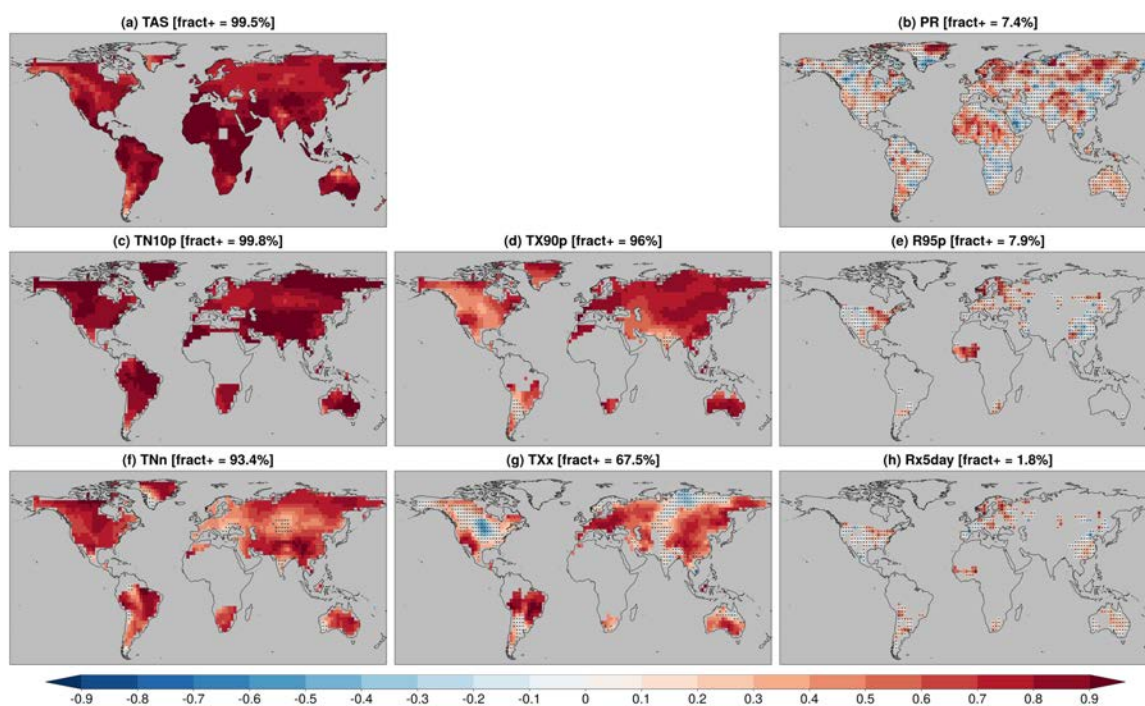 (a) TAS [fract+ = 99.5%]
(b) PR [fract+ = 7.4%]
(c) TN10p [fract+ = 99.8%]
(d) TX90p [fract+ = 96%]
(e) R95p [fract+ = 7.9%]
(f) TNn [fract+ = 93.4%]
(g) TXx [fract+ = 67.5%]
(h) Rx5day [fract+ = 1.8%]
-0.9 -0.8 -0.7 -0.6 -0.5 -0.4 -0.3 -0.2 -0.1 0 0.1 0.2 0.3 0.4 0.5 0.6 0.7 0.8 0.9